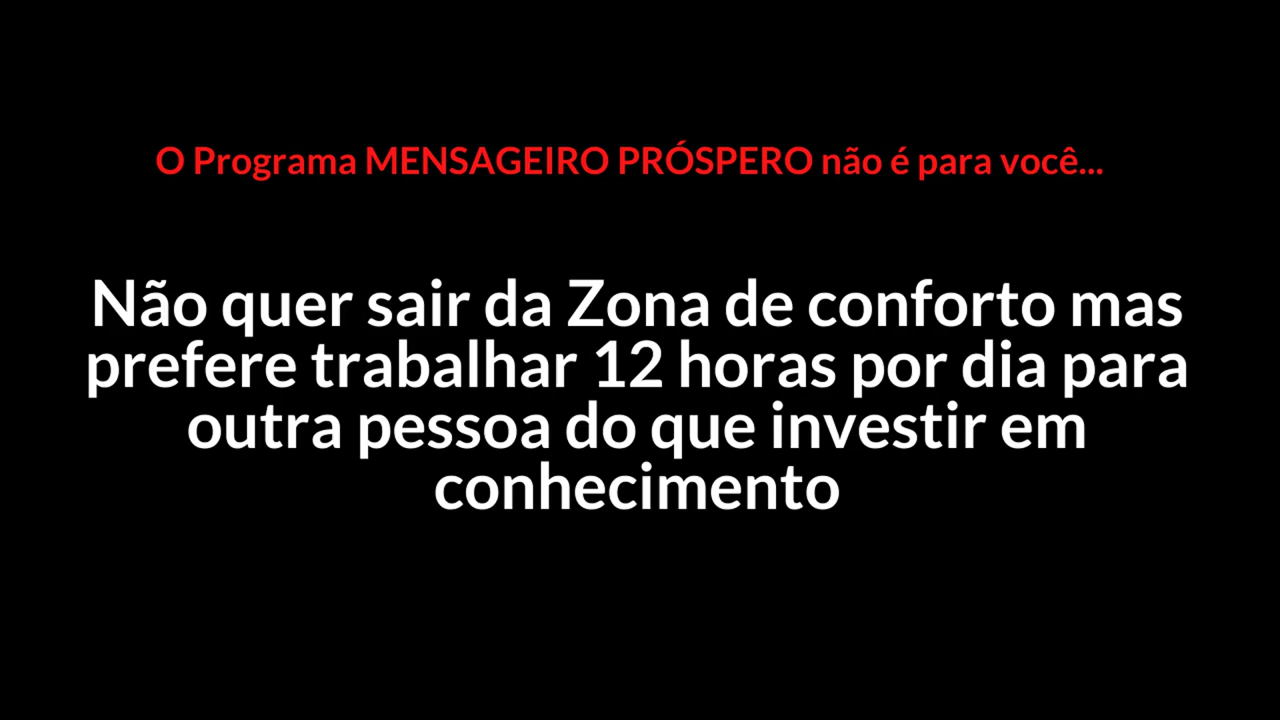 O Programa MENSAGEIRO PRÓSPERO não é para você...
Não quer sair da Zona de conforto mas
prefere trabalhar 12 horas por dia para
outra pessoa do que investir em
conhecimento